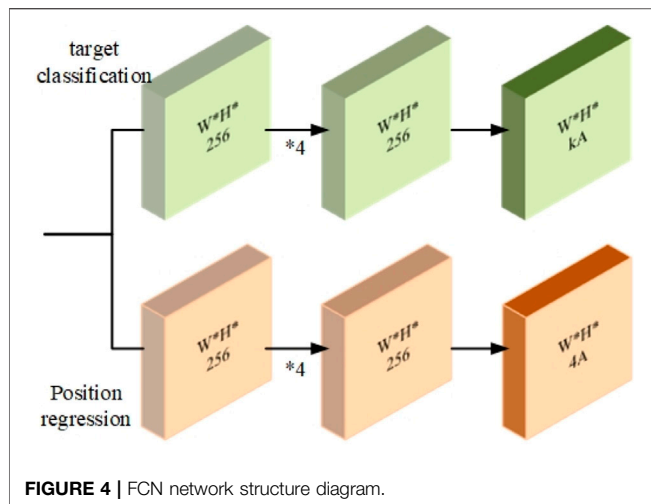 target
classification
W*H*
256
*4
W*H*
256
W*H*
kA
Position
regression
W*H*
256
*4
W*H*
256
W*H*
4A
FIGURE 4 | FCN network structure diagram.